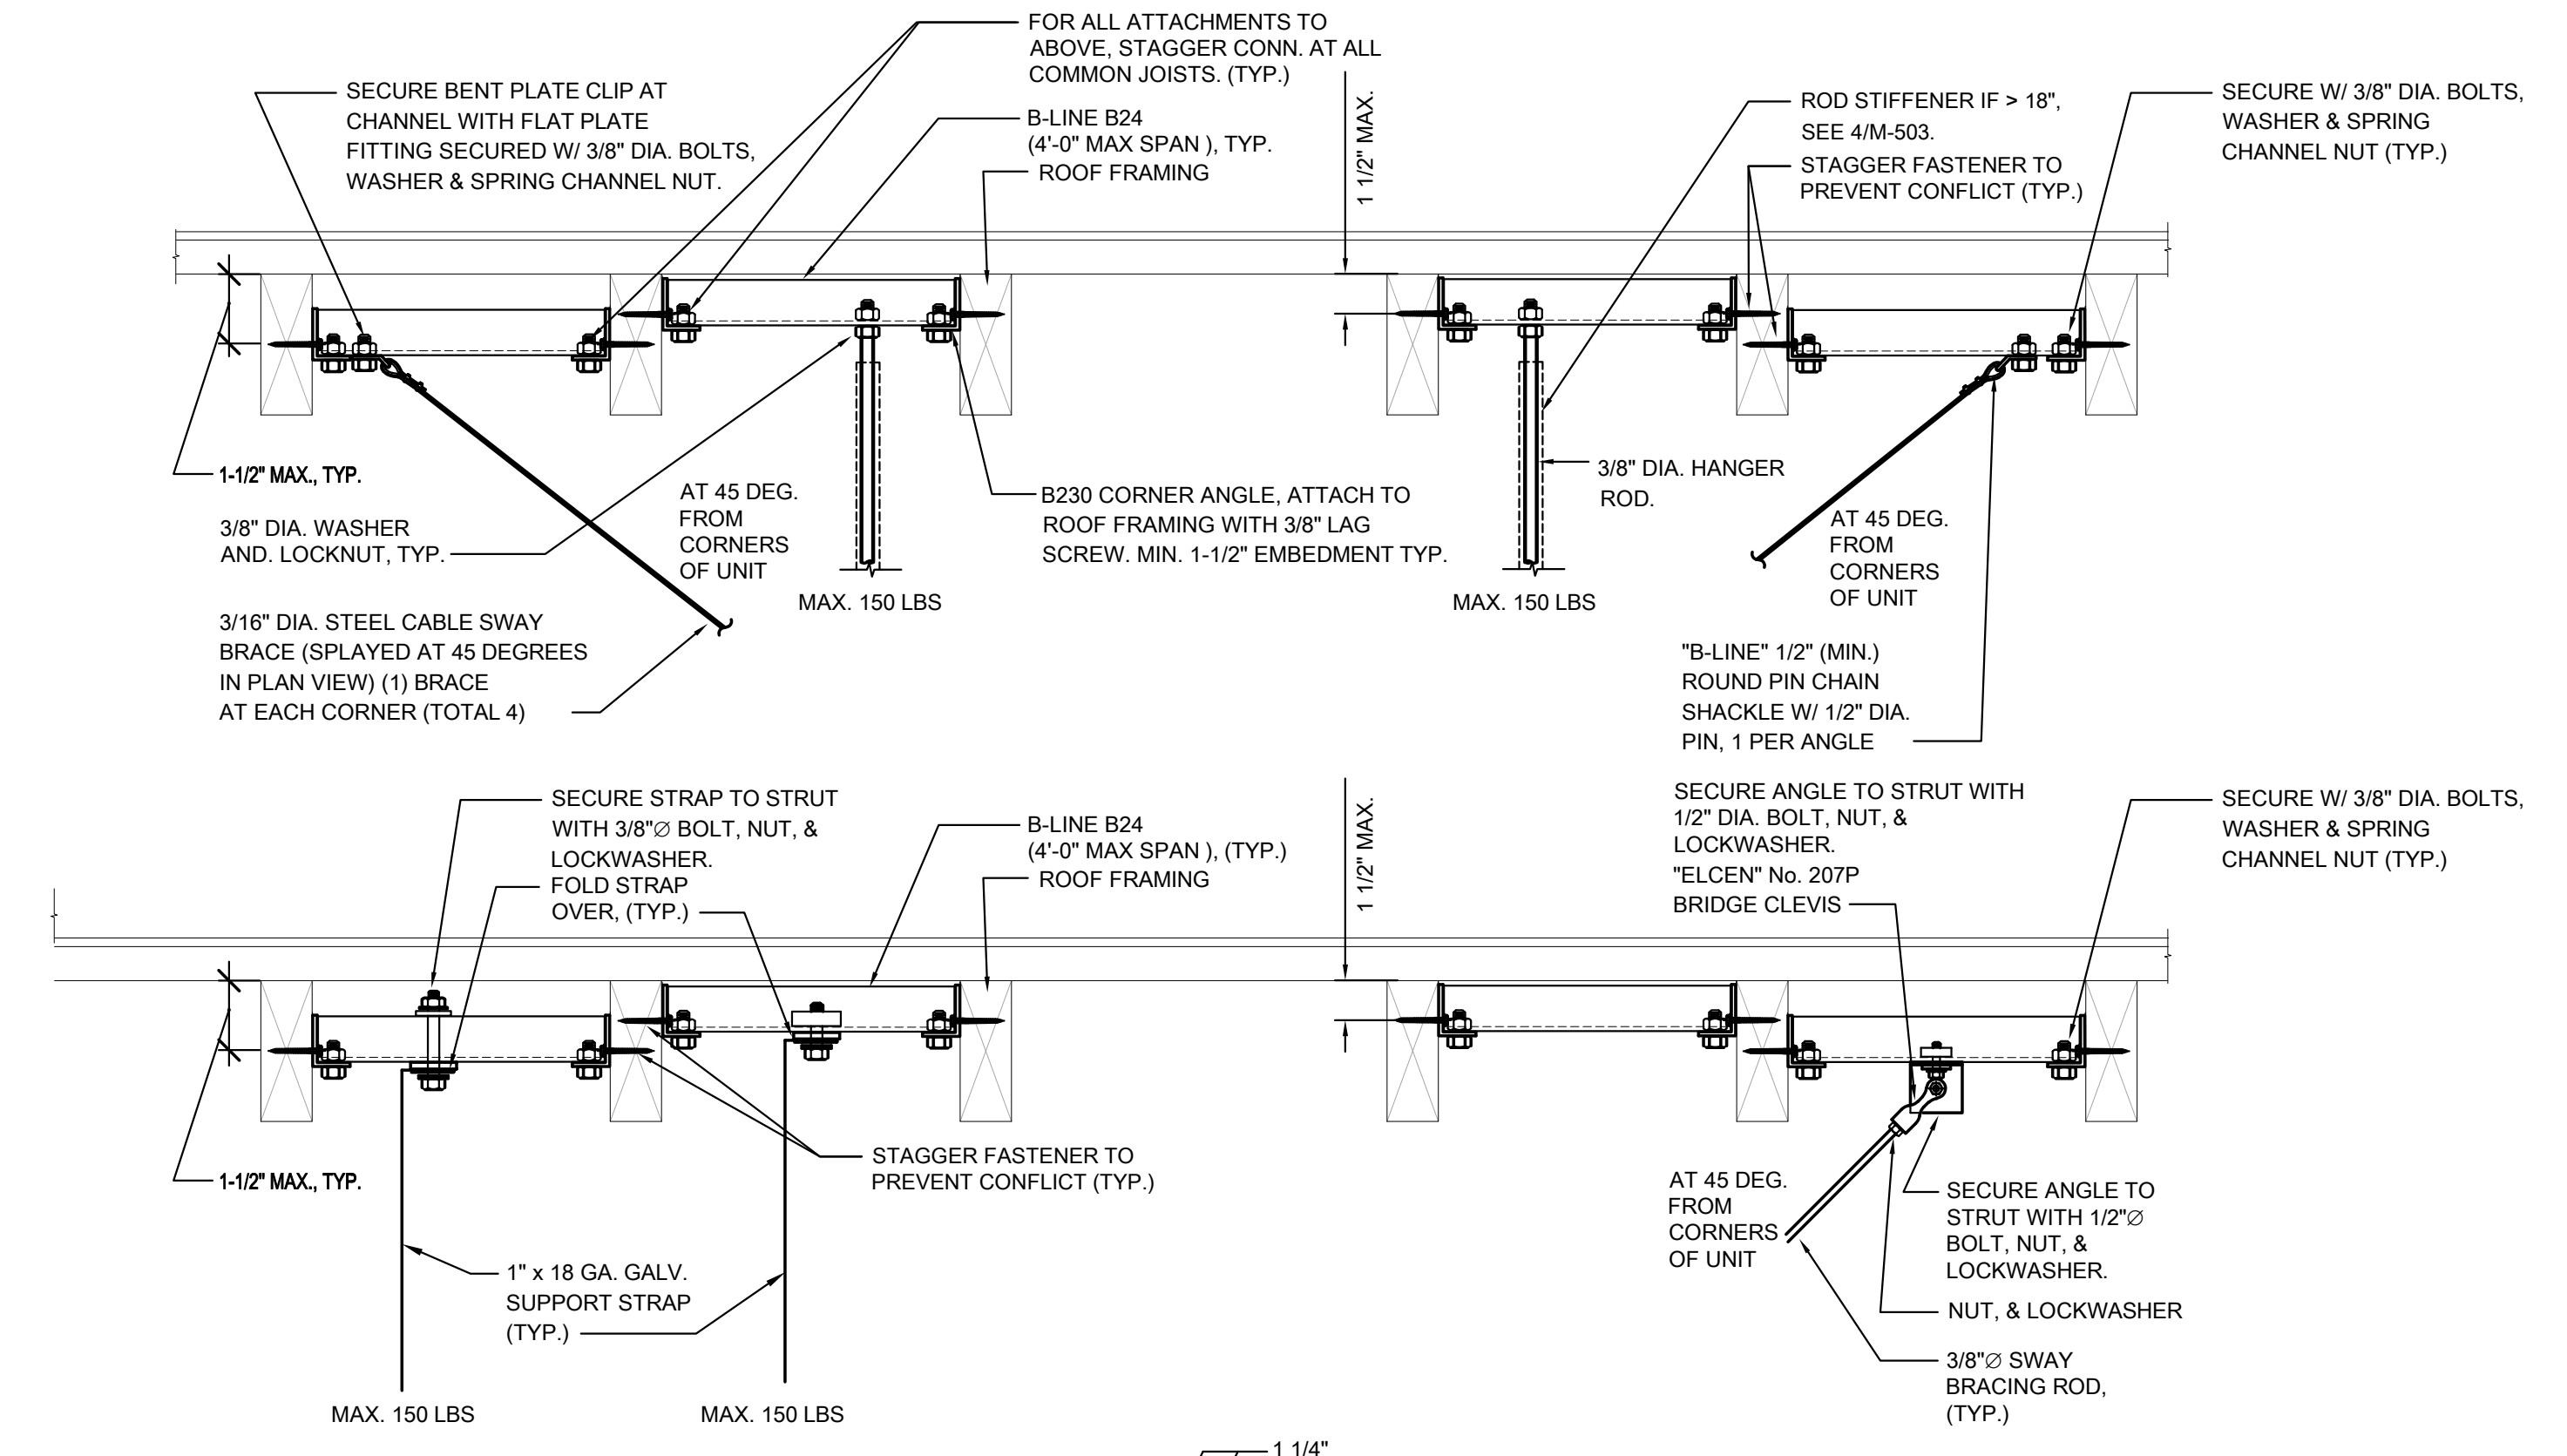 FOR ALL ATTACHMENTS TO
ABOVE, STAGGER CONN. AT ALL
COMMON JOISTS. (TYP.)
SECURE BENT PLATE CLIP AT
CHANNEL WITH FLAT PLATE
FITTING SECURED W/ 3/8" DIA. BOLTS,
WASHER & SPRING CHANNEL NUT.
B-LINE B24
(4'-0" MAX SPAN ), TYP.
ROOF FRAMING
1 1/2" MAX.
ROD STIFFENER IF > 18",
SEE 4/M-503.
STAGGER FASTENER TO
PREVENT CONFLICT (TYP.)
SECURE W/ 3/8" DIA. BOLTS,
WASHER & SPRING
CHANNEL NUT (TYP.)
1-1/2" MAX., TYP.
3/8" DIA. WASHER
AND. LOCKNUT, TYP.
AT 45 DEG.
FROM
CORNERS
OF UNIT
MAX. 150 LBS
B230 CORNER ANGLE, ATTACH TO
ROOF FRAMING WITH 3/8" LAG
SCREW. MIN. 1-1/2" EMBEDMENT TYP.
3/8" DIA. HANGER
ROD.
MAX. 150 LBS
AT 45 DEG.
FROM
CORNERS
OF UNIT
3/16" DIA. STEEL CABLE SWAY
BRACE (SPLAYED AT 45 DEGREES
IN PLAN VIEW) (1) BRACE
AT EACH CORNER (TOTAL 4)
"B-LINE" 1/2" (MIN.)
ROUND PIN CHAIN
SHACKLE W/ 1/2" DIA.
PIN, 1 PER ANGLE
SECURE STRAP TO STRUT
WITH 3/8"∅ BOLT, NUT, &
LOCKWASHER.
FOLD STRAP
OVER, (TYP.)
B-LINE B24
(4'-0" MAX SPAN ), (TYP.)
ROOF FRAMING
1 1/2" MAX.
SECURE ANGLE TO STRUT WITH
1/2" DIA. BOLT, NUT, &
LOCKWASHER.
"ELCEN" No. 207P
BRIDGE CLEVIS
SECURE W/ 3/8" DIA. BOLTS,
WASHER & SPRING
CHANNEL NUT (TYP.)
1-1/2" MAX., TYP.
STAGGER FASTENER TO
PREVENT CONFLICT (TYP.)
1" x 18 GA. GALV.
SUPPORT STRAP
(TYP.)
MAX. 150 LBS
MAX. 150 LBS
AT 45 DEG.
FROM
CORNERS
OF UNIT
SECURE ANGLE TO
STRUT WITH 1/2"∅
BOLT, NUT, &
LOCKWASHER.
NUT, & LOCKWASHER
3/8"∅ SWAY
BRACING ROD,
(TYP.)
1 1/4"